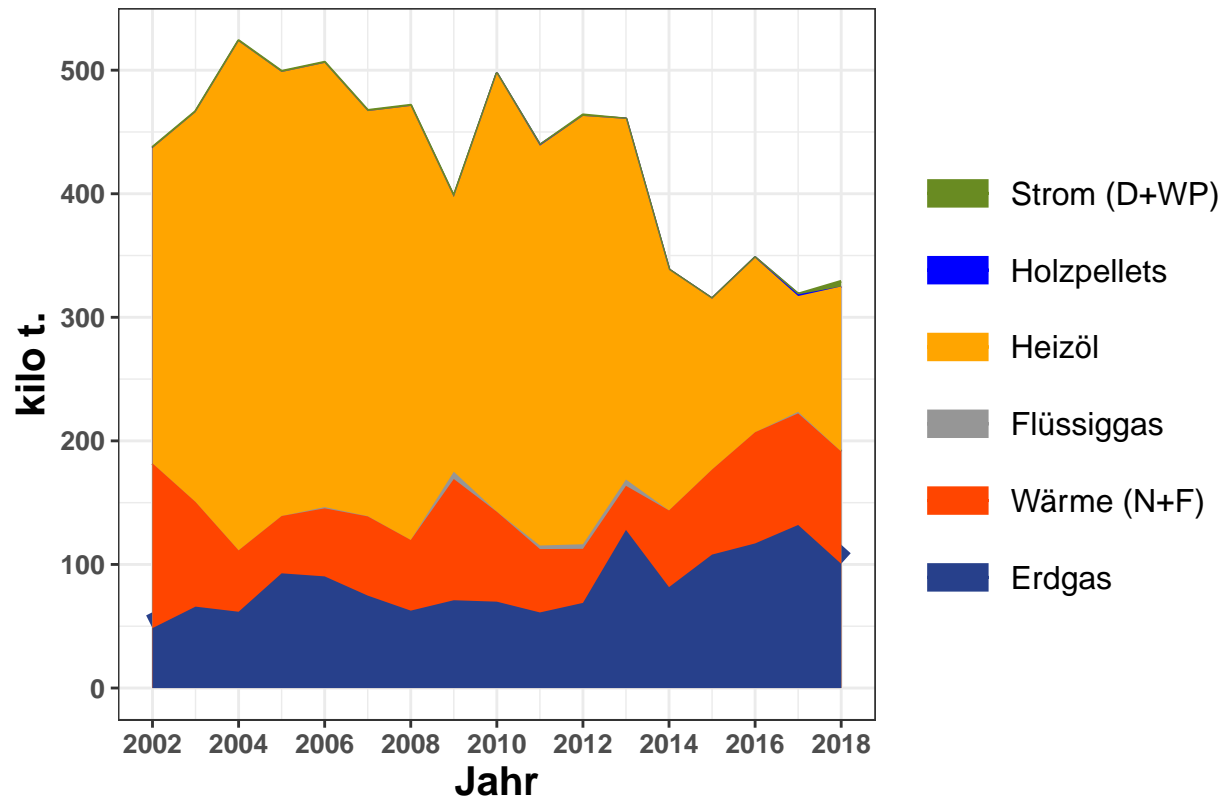 500
400
300
200
100
0
kilo t.
2002 2004 2006 2008 2010 2012 2014 2016 2018
Jahr
Strom (D+WP)
Holzpellets
Heizöl
Flüssiggas
Wärme (N+F)
Erdgas